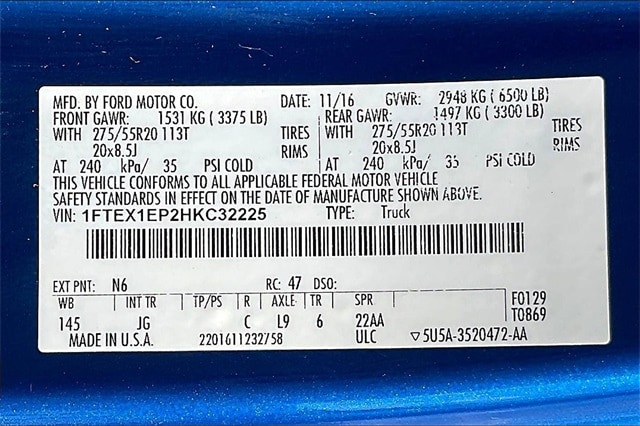 MFD. BY FORD MOTOR CO. DATE: 11/16 GVWR: 2948 KG ( 6500 LB)
FRONT GAWR: 1531 KG ( 3375 LB) REAR GAWR: 1497 KG ( 3300 LB)
WITH 275/55R20 113T TIRES WITH 275/55R20 113T TIRES
20x8.5J RIMS 20x8.5J RIMS
AT 240 kPa/ 35 PSI COLD AT 240 kPa/ 35 PSI COLD
THIS VEHICLE CONFORMS TO ALL APPLICABLE FEDERAL MOTOR VEHICLE
SAFETY STANDARDS IN EFFECT ON THE DATE OF MANUFACTURE SHOWN ABOVE.
VIN: 1FTEX1EP2HKC32225 TYPE: Truck
EXT PNT: N6 RC: 47 DSO:
WB INT TR TP/PS R AXLE TR SPR F0129
145 JG C L9 6 22AA T0869
MADE IN U.S.A. 2201611232758 ULC ▽5U5A-3520472-AA